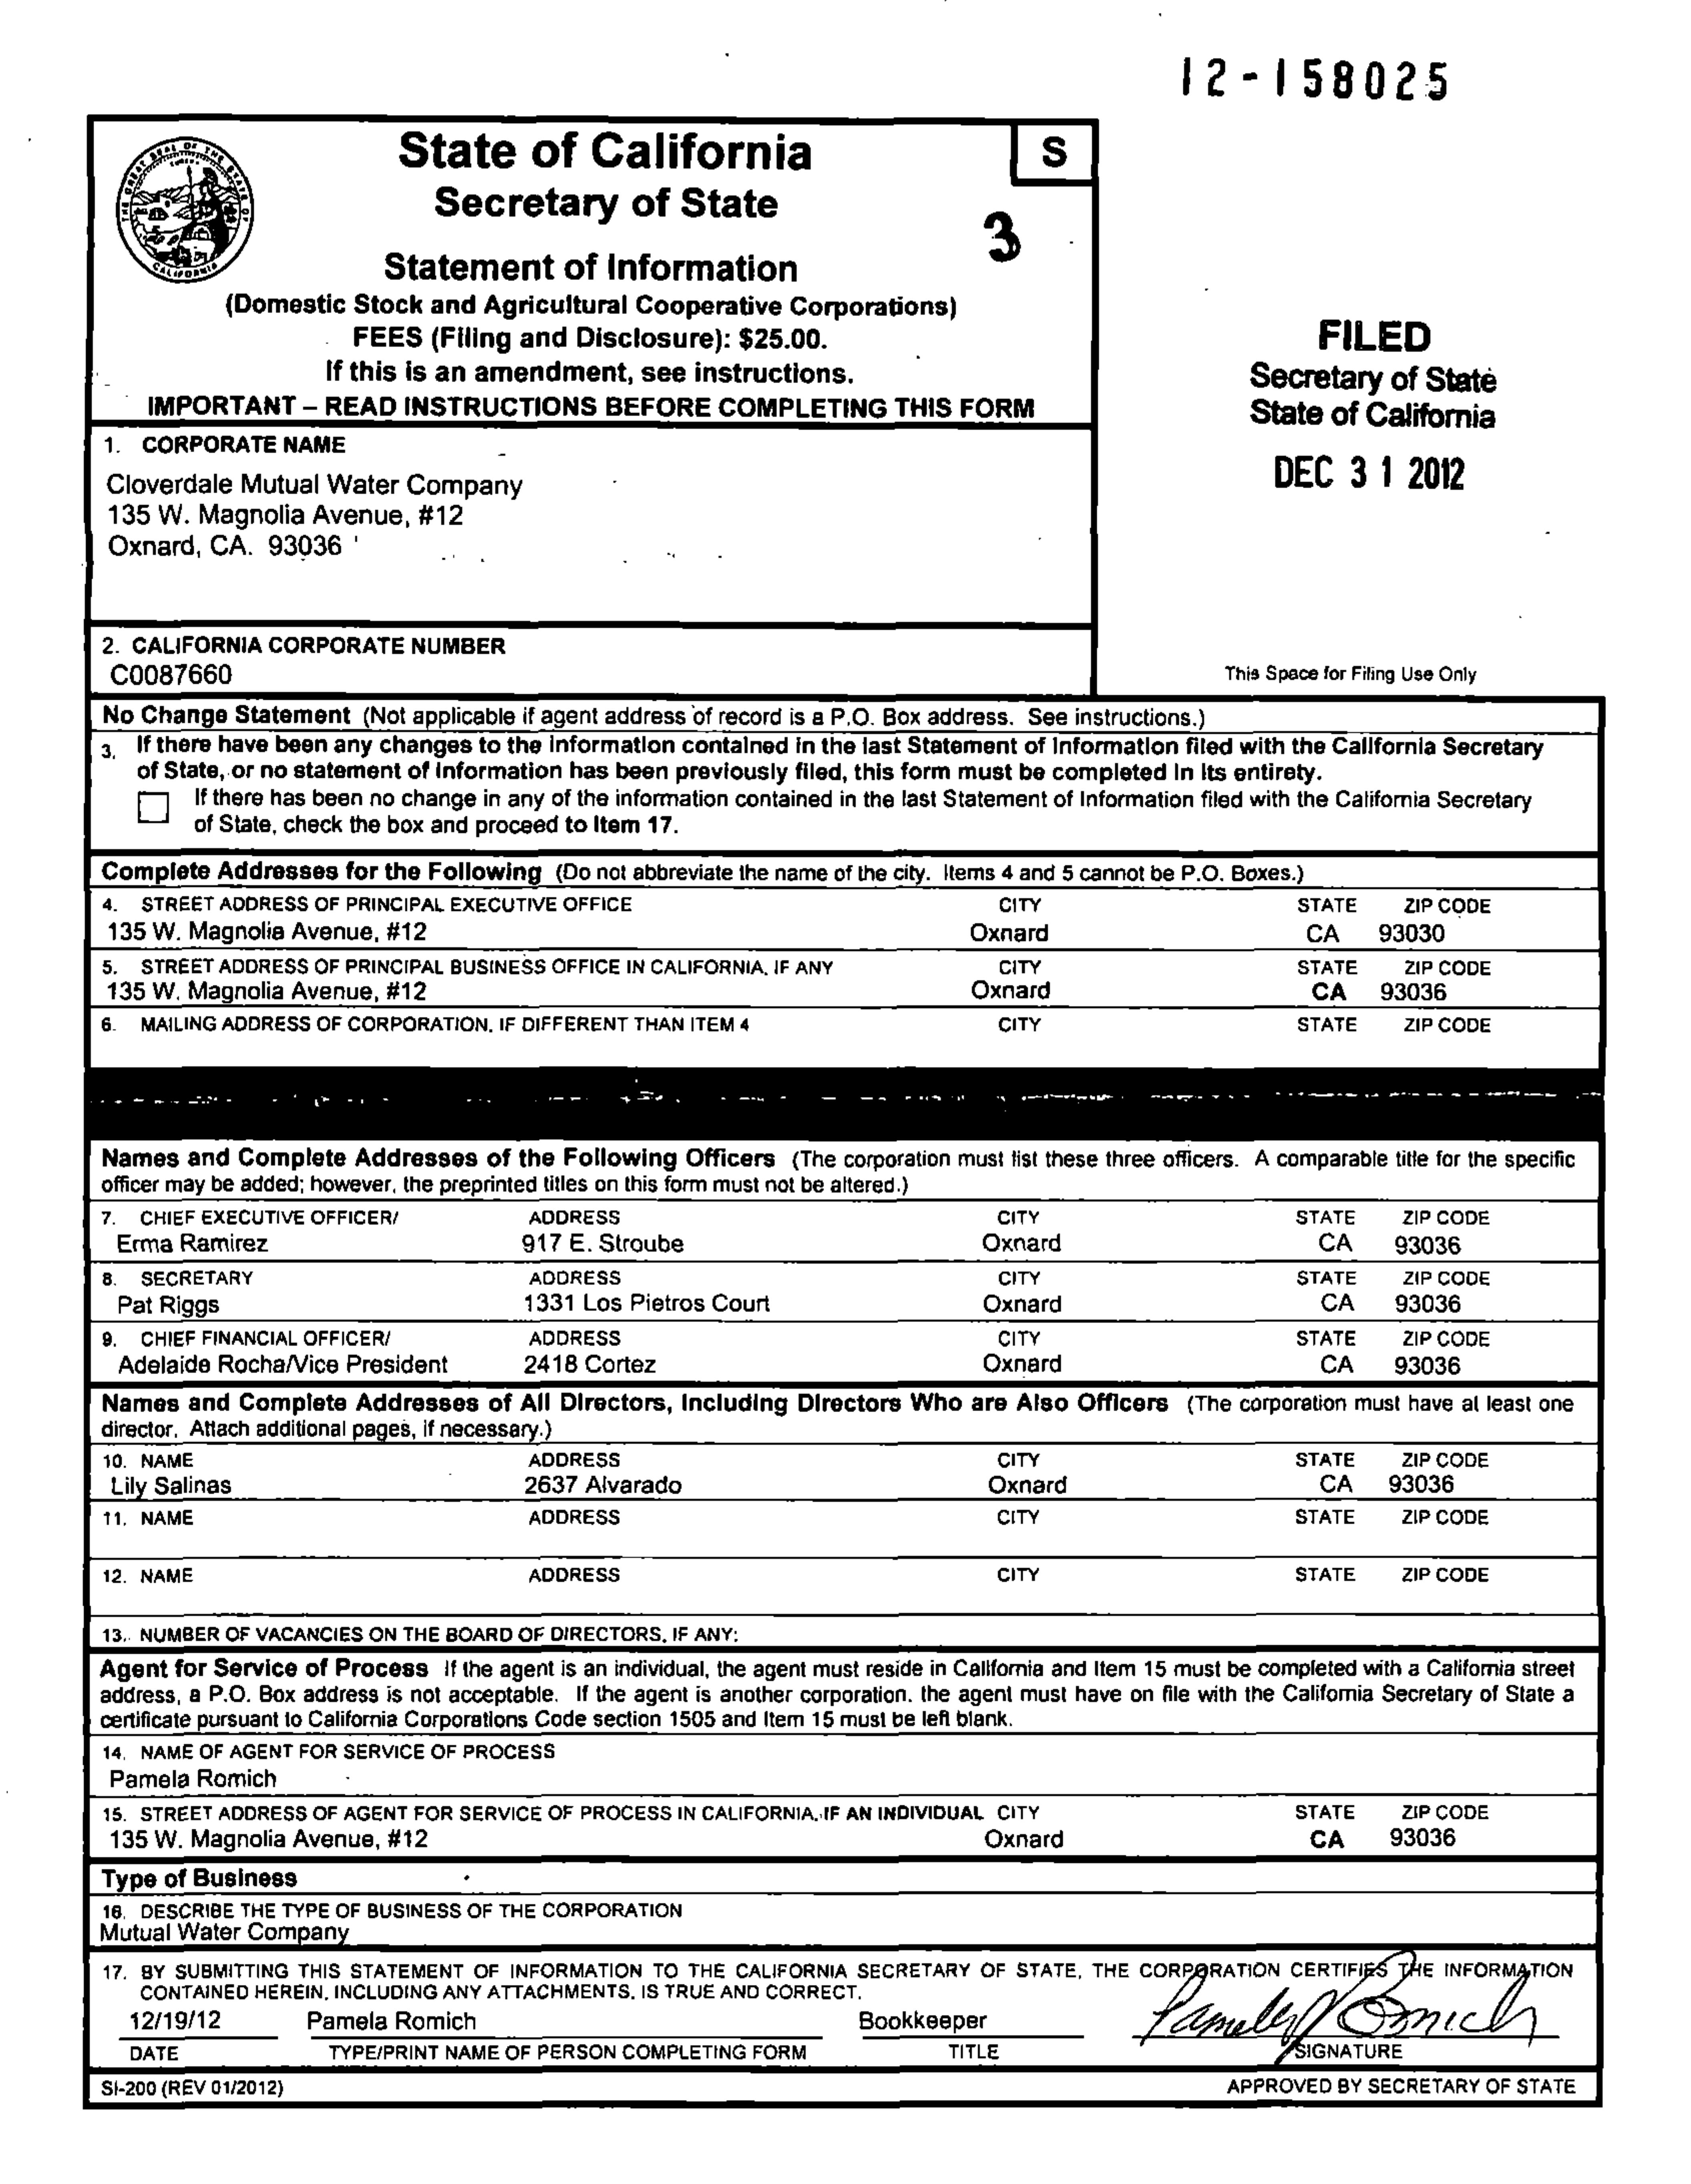 12-158025
State of California
Secretary of State
S
3
Statement of Information
(Domestic Stock and Agricultural Cooperative Corporations)
FEES (Filing and Disclosure): $25.00.
If this is an amendment, see instructions.
IMPORTANT – READ INSTRUCTIONS BEFORE COMPLETING THIS FORM
FILED
Secretary of State
State of California
DEC 31 2012
1. CORPORATE NAME
Cloverdale Mutual Water Company
135 W. Magnolia Avenue, #12
Oxnard, CA. 93036
2. CALIFORNIA CORPORATE NUMBER
C0087660
This Space for Filing Use Only
No Change Statement (Not applicable if agent address of record is a P.O. Box address. See instructions.)
3. If there have been any changes to the information contained in the last Statement of Information filed with the California Secretary
of State, or no statement of information has been previously filed, this form must be completed in its entirety.
If there has been no change in any of the information contained in the last Statement of Information filed with the California Secretary
of State, check the box and proceed to Item 17.
Complete Addresses for the Following (Do not abbreviate the name of the city. Items 4 and 5 cannot be P.O. Boxes.)
4. STREET ADDRESS OF PRINCIPAL EXECUTIVE OFFICE CITY STATE ZIP CODE
135 W. Magnolia Avenue, #12 Oxnard CA 93030
5. STREET ADDRESS OF PRINCIPAL BUSINESS OFFICE IN CALIFORNIA, IF ANY CITY STATE ZIP CODE
135 W. Magnolia Avenue, #12 Oxnard CA 93036
6. MAILING ADDRESS OF CORPORATION, IF DIFFERENT THAN ITEM 4 CITY STATE ZIP CODE
Names and Complete Addresses of the Following Officers (The corporation must list these three officers. A comparable title for the specific
officer may be added; however, the preprinted titles on this form must not be altered.)
7. CHIEF EXECUTIVE OFFICER/ ADDRESS CITY STATE ZIP CODE
Erma Ramirez 917 E. Stroube Oxnard CA 93036
8. SECRETARY ADDRESS CITY STATE ZIP CODE
Pat Riggs 1331 Los Pietros Court Oxnard CA 93036
9. CHIEF FINANCIAL OFFICER/ ADDRESS CITY STATE ZIP CODE
Adelaide Rocha/Vice President 2418 Cortez Oxnard CA 93036
Names and Complete Addresses of All Directors, Including Directors Who are Also Officers (The corporation must have at least one
director. Attach additional pages, if necessary.)
10. NAME ADDRESS CITY STATE ZIP CODE
Lily Salinas 2637 Alvarado Oxnard CA 93036
11. NAME ADDRESS CITY STATE ZIP CODE
12. NAME ADDRESS CITY STATE ZIP CODE
13. NUMBER OF VACANCIES ON THE BOARD OF DIRECTORS, IF ANY:
Agent for Service of Process If the agent is an individual, the agent must reside in California and Item 15 must be completed with a California street
address, a P.O. Box address is not acceptable. If the agent is another corporation, the agent must have on file with the California Secretary of State a
certificate pursuant to California Corporations Code section 1505 and Item 15 must be left blank.
14. NAME OF AGENT FOR SERVICE OF PROCESS
Pamela Romich
15. STREET ADDRESS OF AGENT FOR SERVICE OF PROCESS IN CALIFORNIA, IF AN INDIVIDUAL CITY STATE ZIP CODE
135 W. Magnolia Avenue, #12 Oxnard CA 93036
Type of Business
16. DESCRIBE THE TYPE OF BUSINESS OF THE CORPORATION
Mutual Water Company
17. BY SUBMITTING THIS STATEMENT OF INFORMATION TO THE CALIFORNIA SECRETARY OF STATE, THE CORPORATION CERTIFIES THE INFORMATION
CONTAINED HEREIN, INCLUDING ANY ATTACHMENTS, IS TRUE AND CORRECT.
12/19/12 Pamela Romich Bookkeeper Pamela Romich
DATE TYPE/PRINT NAME OF PERSON COMPLETING FORM TITLE SIGNATURE
SI-200 (REV 01/2012) APPROVED BY SECRETARY OF STATE